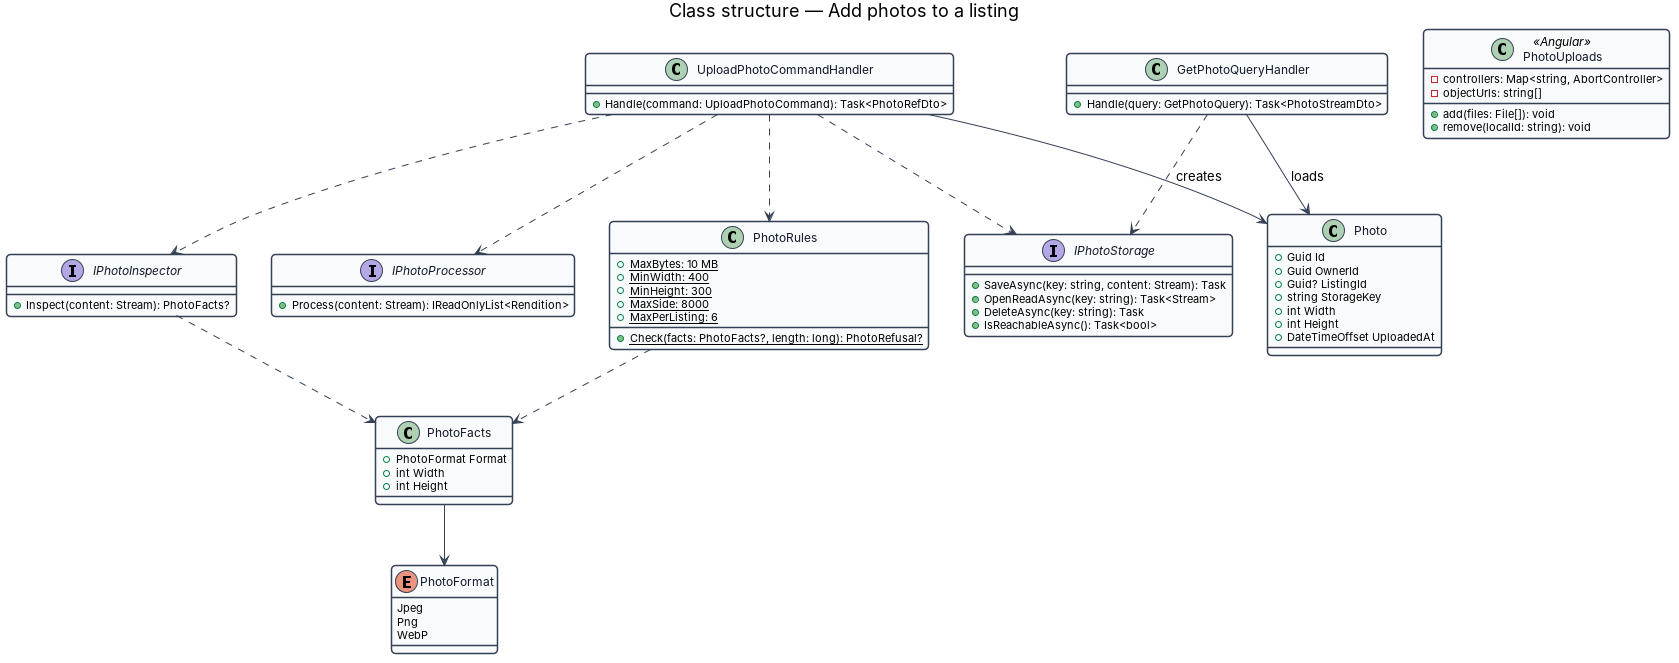 Class structure — Add photos to a listing
C UploadPhotoCommandHandler
Handle(command: UploadPhotoCommand): Task<PhotoRefDto>
C GetPhotoQueryHandler
Handle(query: GetPhotoQuery): Task<PhotoStreamDto>
«Angular»
C PhotoUploads
controllers: Map<string, AbortController>
objectUrls: string[]
add(files: File[]): void
remove(localId: string): void
creates
loads
I IPhotoInspector
Inspect(content: Stream): PhotoFacts?
I IPhotoProcessor
Process(content: Stream): IReadOnlyList<Rendition>
C PhotoRules
MaxBytes: 10 MB
MinWidth: 400
MinHeight: 300
MaxSide: 8000
MaxPerListing: 6
Check(facts: PhotoFacts?, length: long): PhotoRefusal?
I IPhotoStorage
SaveAsync(key: string, content: Stream): Task
OpenReadAsync(key: string): Task<Stream>
DeleteAsync(key: string): Task
IsReachableAsync(): Task<bool>
C Photo
Guid Id
Guid OwnerId
Guid? ListingId
string StorageKey
int Width
int Height
DateTimeOffset UploadedAt
C PhotoFacts
PhotoFormat Format
int Width
int Height
E PhotoFormat
Jpeg
Png
WebP